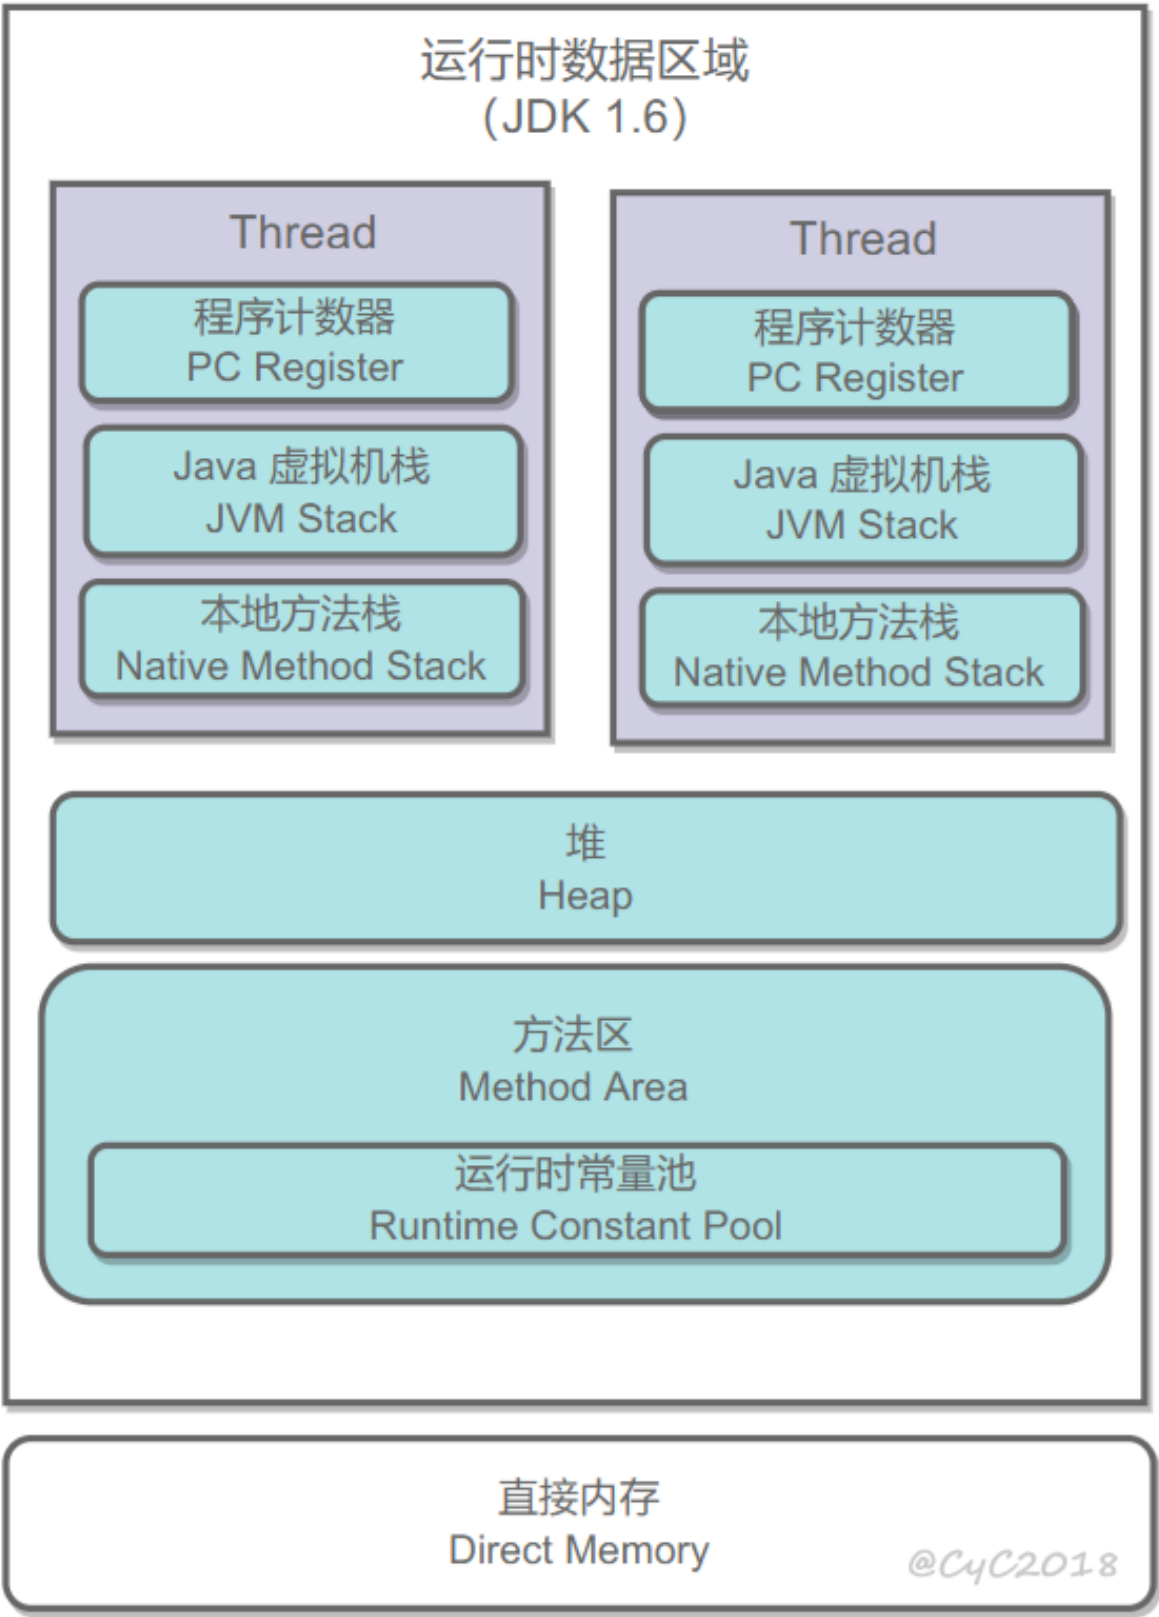 运行时数据区域
（JDK 1.6）
Thread
程序计数器
PC Register
Java 虚拟机栈
JVM Stack
本地方法栈
Native Method Stack
Thread
程序计数器
PC Register
Java 虚拟机栈
JVM Stack
本地方法栈
Native Method Stack
堆
Heap
方法区
Method Area
运行时常量池
Runtime Constant Pool
直接内存
Direct Memory
@CyC2018